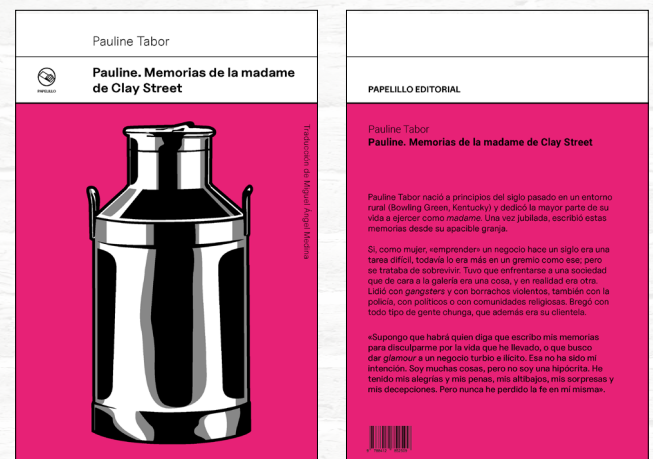 Pauline Tabor
PAPELILLO
Pauline. Memorias de la madame
de Clay Street
Traducción de Miguel Ángel Medina
PAPELILLO EDITORIAL
Pauline Tabor
Pauline. Memorias de la madame de Clay Street
Pauline Tabor nació a principios del siglo pasado en un entorno
rural (Bowling Green, Kentucky) y dedicó la mayor parte de su
vida a ejercer como madame. Una vez jubilada, escribió estas
memorias desde su apacible granja.
Si, como mujer, «emprender» un negocio hace un siglo era una
tarea difícil, todavía lo era más en un gremio como ese; pero
se trataba de sobrevivir. Tuvo que enfrentarse a una sociedad
que de cara a la galería era una cosa, y en realidad era otra.
Lidió con gangsters y con borrachos violentos, también con la
policía, con políticos o con comunidades religiosas. Bregó con
todo tipo de gente chunga, que además era su clientela.
«Supongo que habrá quien diga que escribo mis memorias
para disculparme por la vida que he llevado, o que busco
dar glamour a un negocio turbio e ilícito. Esa no ha sido mi
intención. Soy muchas cosas, pero no soy una hipócrita. He
tenido mis alegrías y mis penas, mis altibajos, mis sorpresas y
mis decepciones. Pero nunca he perdido la fe en mí misma».